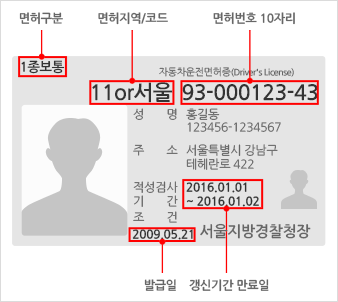 면허구분 면허지역/코드 면허번호 10자리
1종보통
자동차운전면허증(Driver's License)
11or서울 93-000123-43
성 명 홍길동
123456-1234567
주 소 서울특별시 강남구
테헤란로 422
적성검사 2016.01.01
기 간 ~ 2016.01.02
조 건
2009.05.21 서울지방경찰청장
발급일 갱신기간 만료일